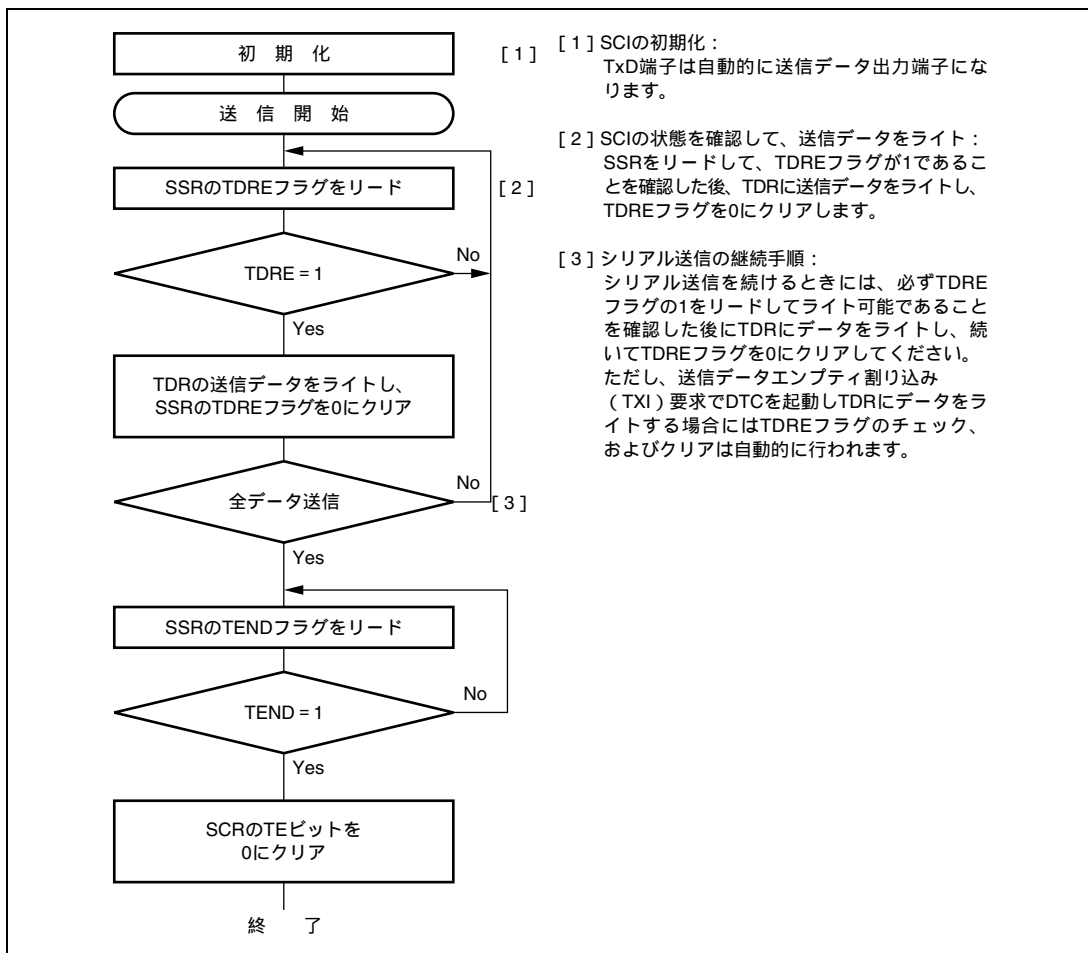 初 期 化
[ 1 ]
送 信 開 始
SSRのTDREフラグをリード
[ 2 ]
TDRE = 1
No
Yes
TDRの送信データをライトし、
SSRのTDREフラグを0にクリア
全データ送信
No
[ 3 ]
Yes
SSRのTENDフラグをリード
TEND = 1
No
Yes
SCRのTEビットを
0にクリア
終 了
[ 1 ] SCIの初期化：
TxD端子は自動的に送信データ出力端子にな
ります。
[ 2 ] SCIの状態を確認して、送信データをライト：
SSRをリードして、TDREフラグが1であるこ
とを確認した後、TDRに送信データをライトし、
TDREフラグを0にクリアします。
[ 3 ] シリアル送信の継続手順：
シリアル送信を続けるときには、必ずTDRE
フラグの1をリードしてライト可能であること
を確認した後にTDRにデータをライトし、続
いてTDREフラグを0にクリアしてください。
ただし、送信データエンプティ割り込み
（TXI）要求でDTCを起動しTDRにデータをラ
イトする場合にはTDREフラグのチェック、
およびクリアは自動的に行われます。